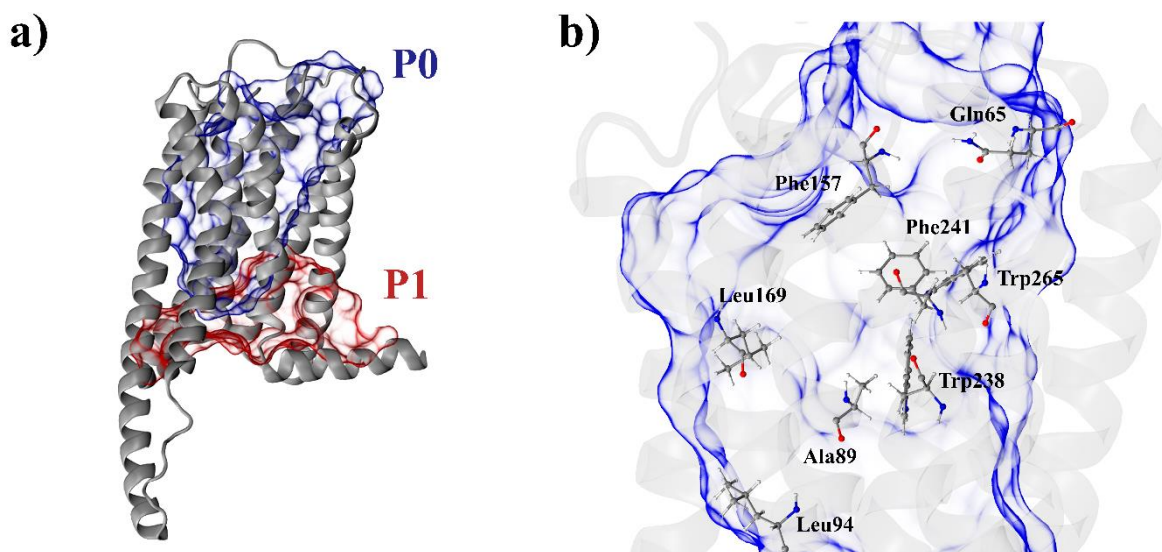 a)
P0
P1
b)
Gln65
Phe157
Phe241
Trp265
Leu169
Trp238
Ala89
Leu94